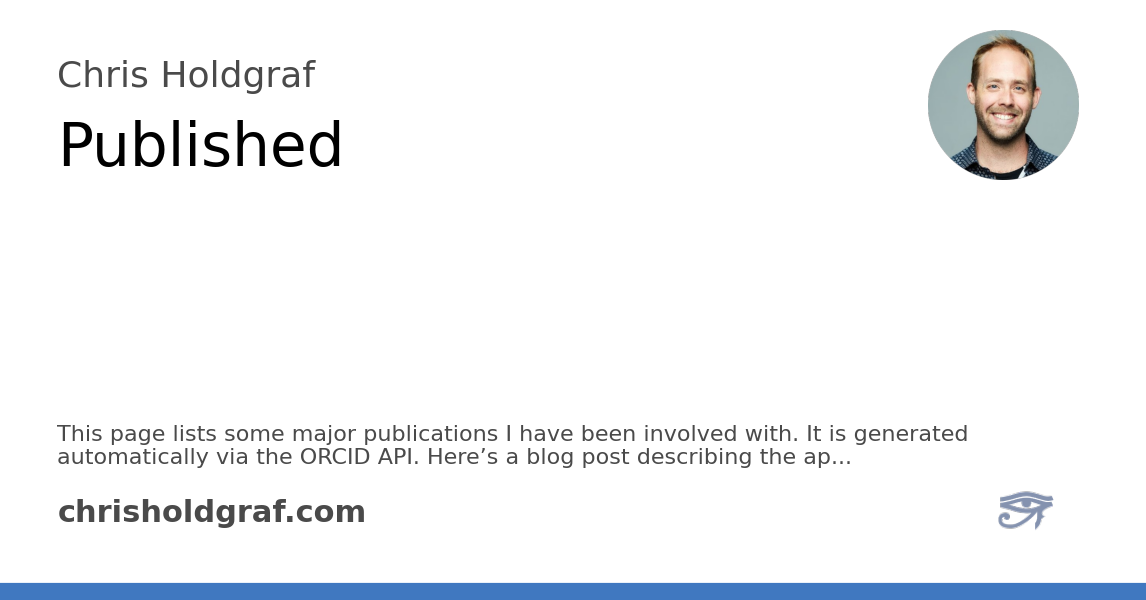 Chris Holdgraf
Published
This page lists some major publications I have been involved with. It is generated
automatically via the ORCID API. Here’s a blog post describing the ap...
chrisholdgraf.com